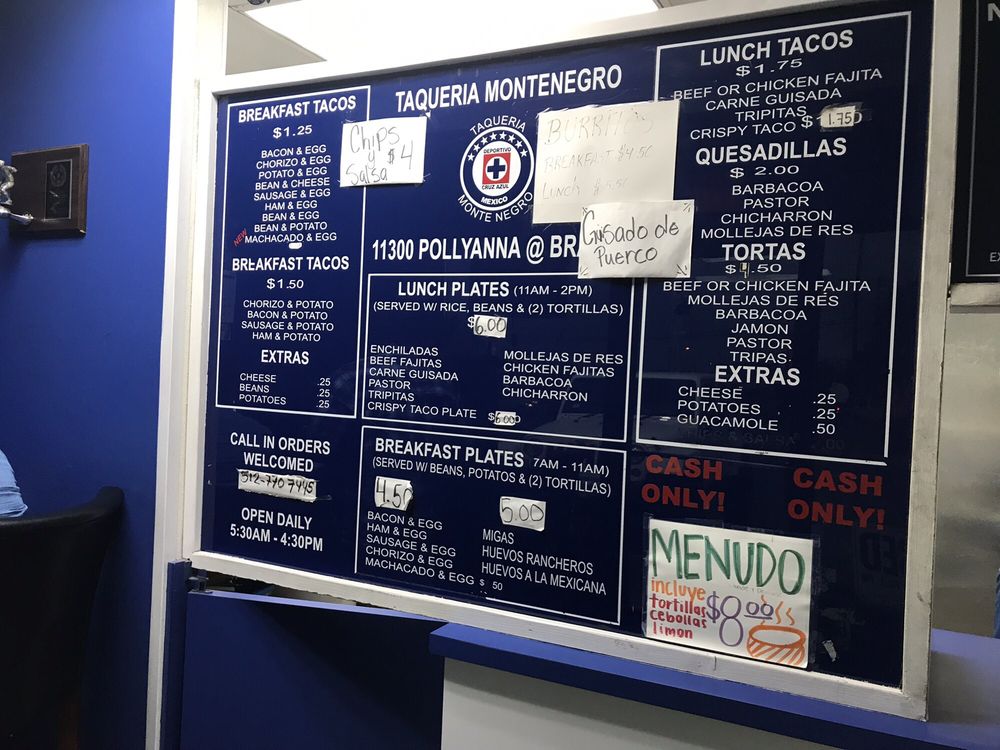 BREAKFAST TACOS
$1.25
BACON & EGG
CHORIZO & EGG
POTATO & EGG
BEAN & CHEESE
SAUSAGE & EGG
HAM & EGG
BEAN & EGG
BEAN & POTATO
NEW MACHACADO & EGG
BREAKFAST TACOS
$1.50
CHORIZO & POTATO
BACON & POTATO
SAUSAGE & POTATO
HAM & POTATO
EXTRAS
CHEESE .25
BEANS .25
POTATOES .25
CALL IN ORDERS
WELCOMED
512-770 7445
OPEN DAILY
5:30AM - 4:30PM
TAQUERIA MONTENEGRO
Chips
y
Salsa $4
TAQUERIA
DEPORTIVO
CRUZ AZUL
MEXICO
MONTE NEGRO
BURRITOS
BREAKFAST $4.50
Lunch
Gusado de
Puerco
11300 POLLYANNA @
LUNCH PLATES (11AM - 2PM)
(SERVED W/ RICE, BEANS & (2) TORTILLAS)
$6.00
ENCHILADAS
BEEF FAJITAS
CARNE GUISADA
PASTOR
TRIPITAS
CRISPY TACO PLATE $6.00
MOLLEJAS DE RES
CHICKEN FAJITAS
BARBACOA
CHICHARRON
BREAKFAST PLATES 7AM - 11AM)
(SERVED W/ BEANS, POTATOS & (2) TORTILLAS)
4.50
BACON & EGG
HAM & EGG
SAUSAGE & EGG
CHORIZO & EGG
MACHACADO & EGG $ 50
5.00
MIGAS
HUEVOS RANCHEROS
HUEVOS A LA MEXICANA
LUNCH TACOS
$1.75
BEEF OR CHICKEN FAJITA
CARNE GUISADA
TRIPITAS
CRISPY TACO $1.75
QUESADILLAS
$ 2.00
BARBACOA
PASTOR
CHICHARRON
MOLLEJAS DE RES
TORTAS
$4.50
BEEF OR CHICKEN FAJITA
MOLLEJAS DE RES
BARBACOA
JAMON
PASTOR
TRIPAS
EXTRAS
CHEESE .25
POTATOES .25
GUACAMOLE .50
CASH
ONLY!
CASH
ONLY!
MENUDO
incluye
tortillas
cebollas
limon
$8.00